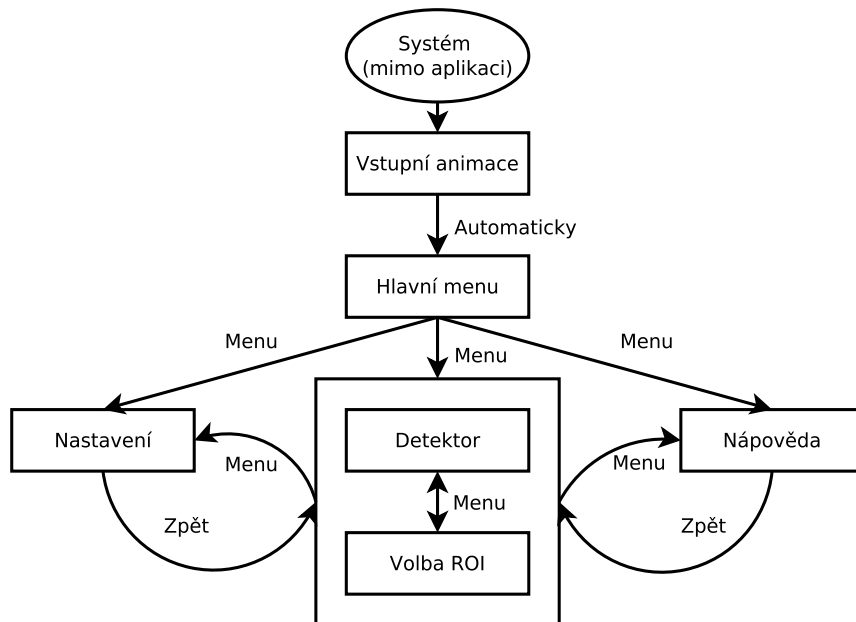 Systém
(mimo aplikaci)
Vstupní animace
Automaticky
Hlavní menu
Menu
Menu
Menu
Nastavení
Detektor
Nápověda
Menu
Menu
Menu
Zpět
Zpět
Volba ROI